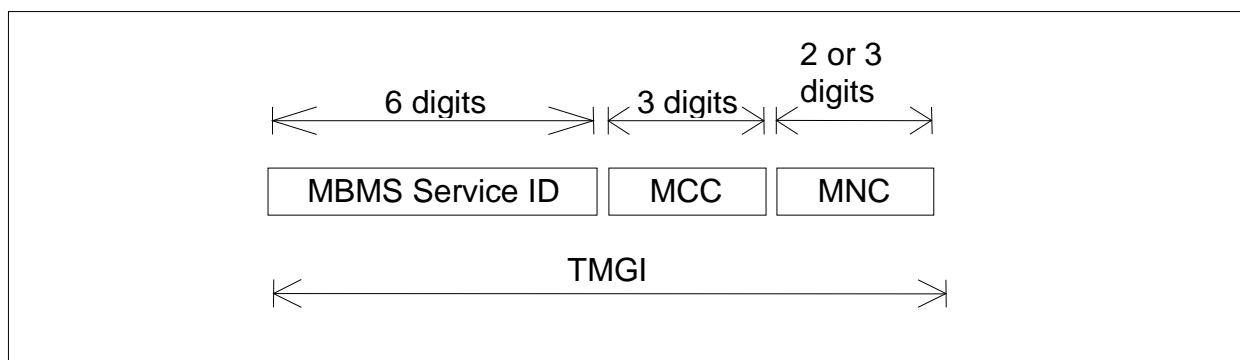 2 or 3
digits
6 digits
3 digits
MBMS Service ID
MCC
MNC
TMGI